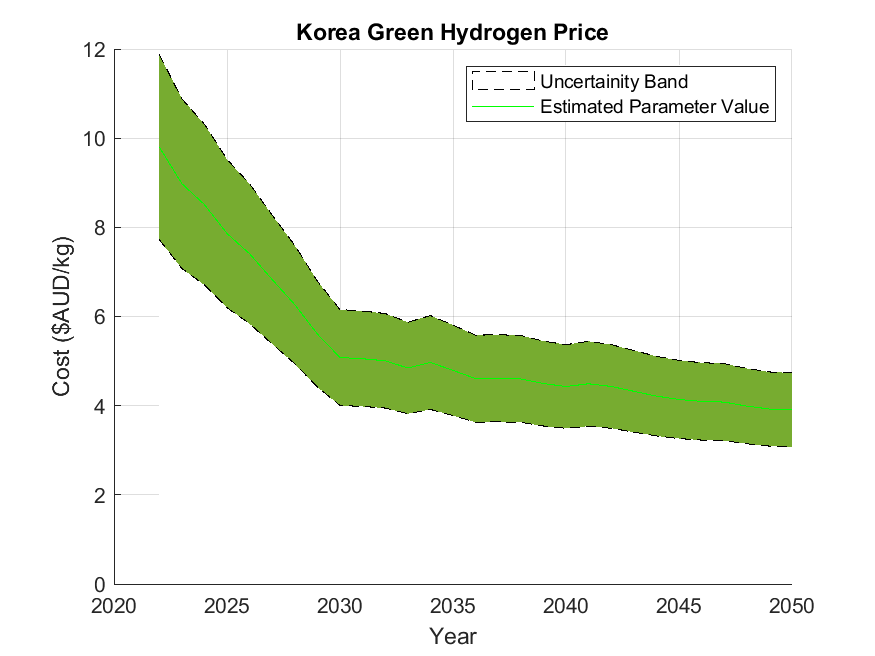 Korea Green Hydrogen Price
12
10
8
6
4
2
0
Cost ($AUD/kg)
Uncertainity Band
Estimated Parameter Value
2020 2025 2030 2035 2040 2045 2050
Year